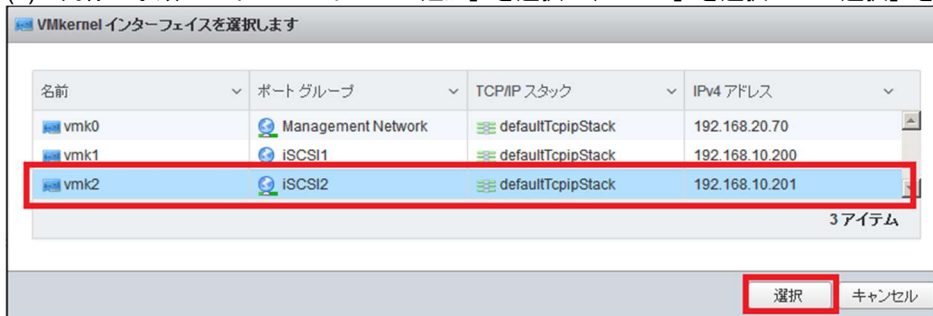 VMkernel インターフェイスを選択します
名前 ポート グループ TCP/IP スタック IPv4 アドレス
vmk0 Management Network defaultTcpipStack 192.168.20.70
vmk1 iSCSI1 defaultTcpipStack 192.168.10.200
vmk2 iSCSI2 defaultTcpipStack 192.168.10.201
3 アイテム
選択 キャンセル